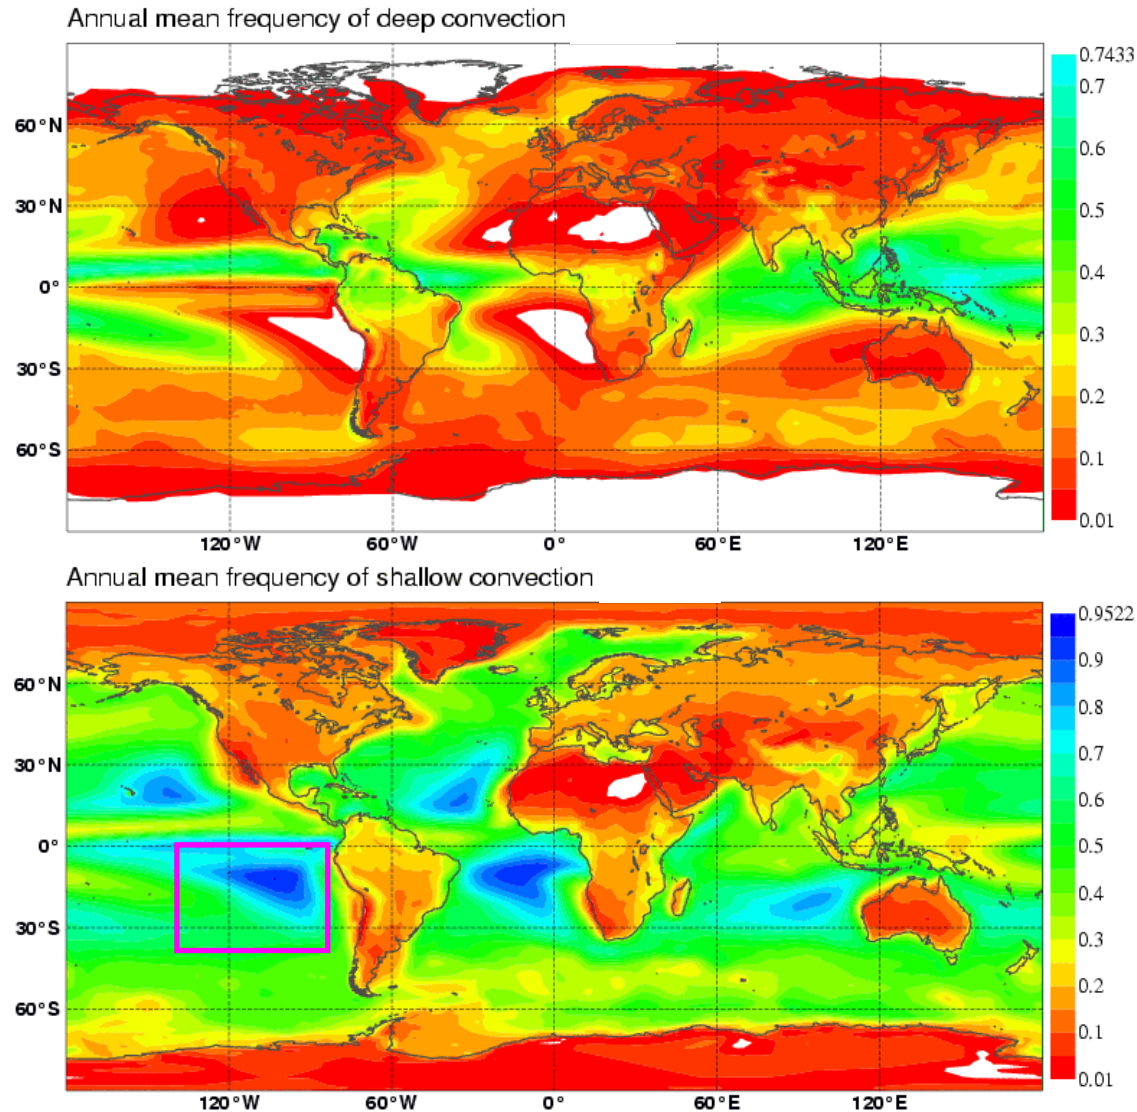 Annual mean frequency of deep convection
0.7433
0.7
0.6
0.5
0.4
0.3
0.2
0.1
0.01
60°N
30°N
0°
30°S
60°S
120°W 60°W 0° 60°E 120°E
Annual mean frequency of shallow convection
0.9522
0.9
0.8
0.7
0.6
0.5
0.4
0.3
0.2
0.1
0.01
60°N
30°N
0°
30°S
60°S
120°W 60°W 0° 60°E 120°E